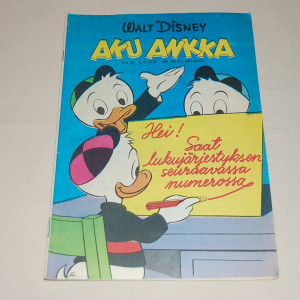 WALT DISNEY
AKU ANKKA
Hei!
Saat
lukujärjestyksen
seuraavassa
numerossa